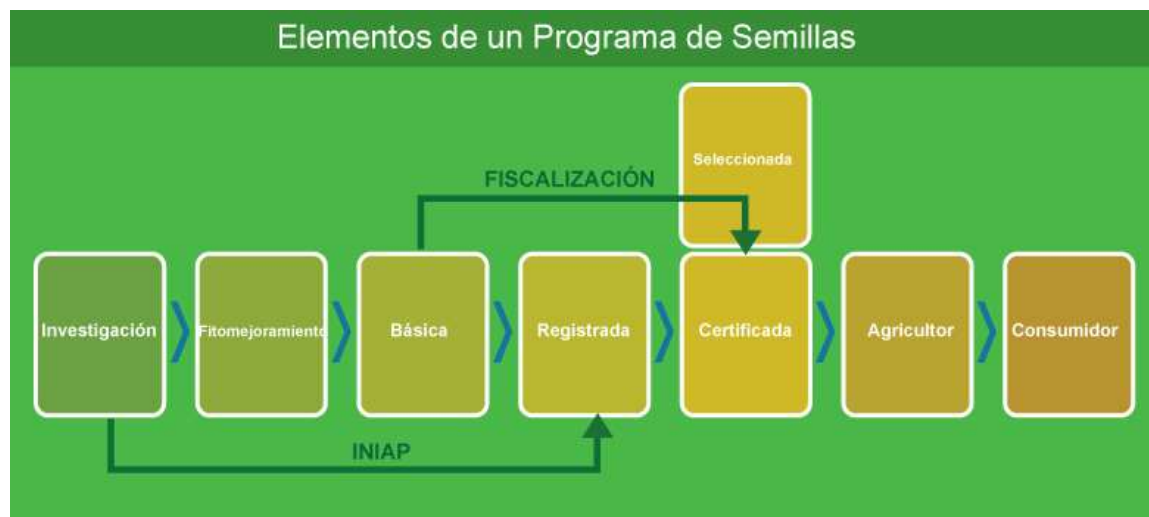 Elementos de un Programa de Semillas
Seleccionada
FISCALIZACIÓN
Investigación
Fitomejoramiento
Básica
Registrada
Certificada
Agricultor
Consumidor
INIAP